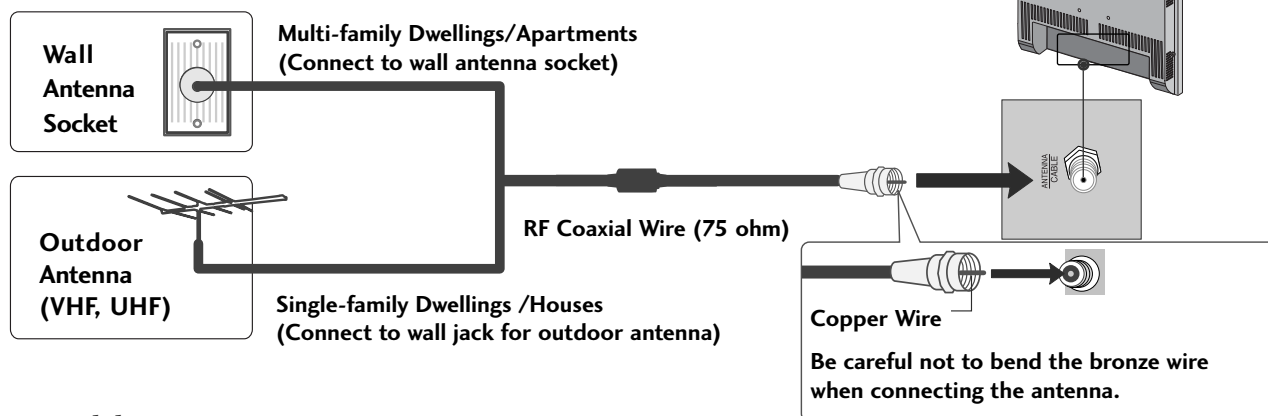 Wall
Antenna
Socket
Multi-family Dwellings/Apartments
(Connect to wall antenna socket)
Outdoor
Antenna
(VHF, UHF)
Single-family Dwellings /Houses
(Connect to wall jack for outdoor antenna)
RF Coaxial Wire (75 ohm)
ANTENNA
CABLE
Copper Wire
Be careful not to bend the bronze wire
when connecting the antenna.